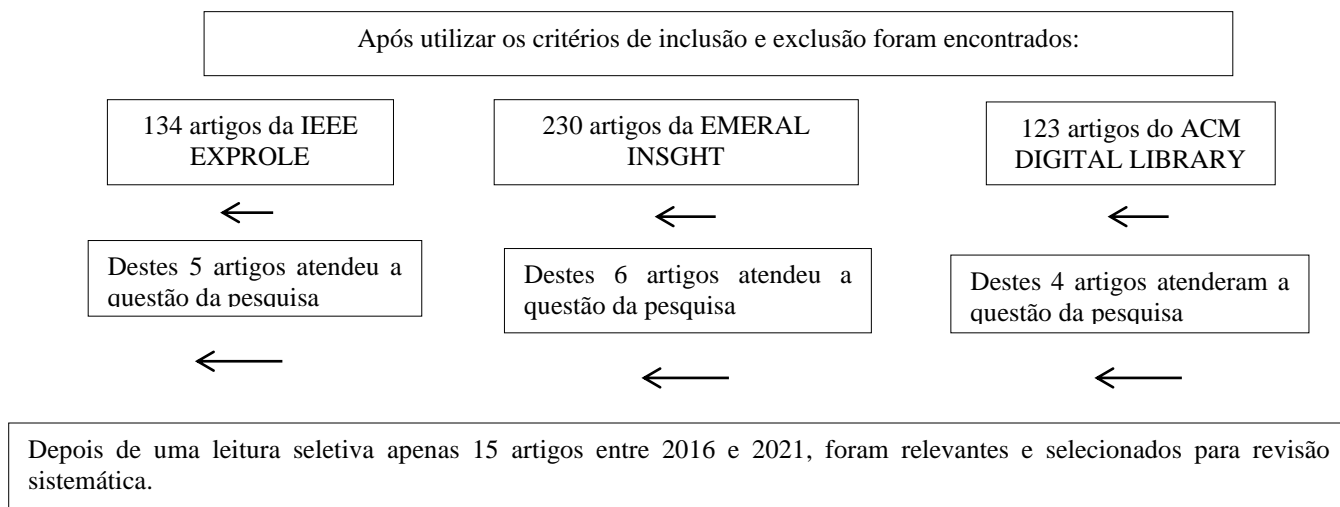 Após utilizar os critérios de inclusão e exclusão foram encontrados:
134 artigos da IEEE
EXPROLE
230 artigos da EMERAL
INSGHT
123 artigos do ACM
DIGITAL LIBRARY
Destes 5 artigos atendeu a
questão da pesquisa
Destes 6 artigos atendeu a
questão da pesquisa
Destes 4 artigos atenderam a
questão da pesquisa
Depois de uma leitura seletiva apenas 15 artigos entre 2016 e 2021, foram relevantes e selecionados para revisão
sistemática.